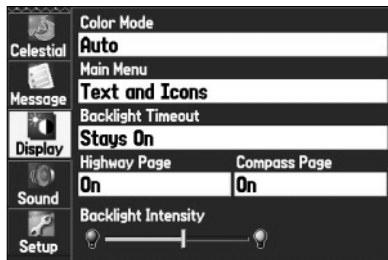 Celestial
Message
Display
Sound
Setup
Color Mode
Auto
Main Menu
Text and Icons
Backlight Timeout
Stays On
Highway Page
Compass Page
On
On
Backlight Intensity